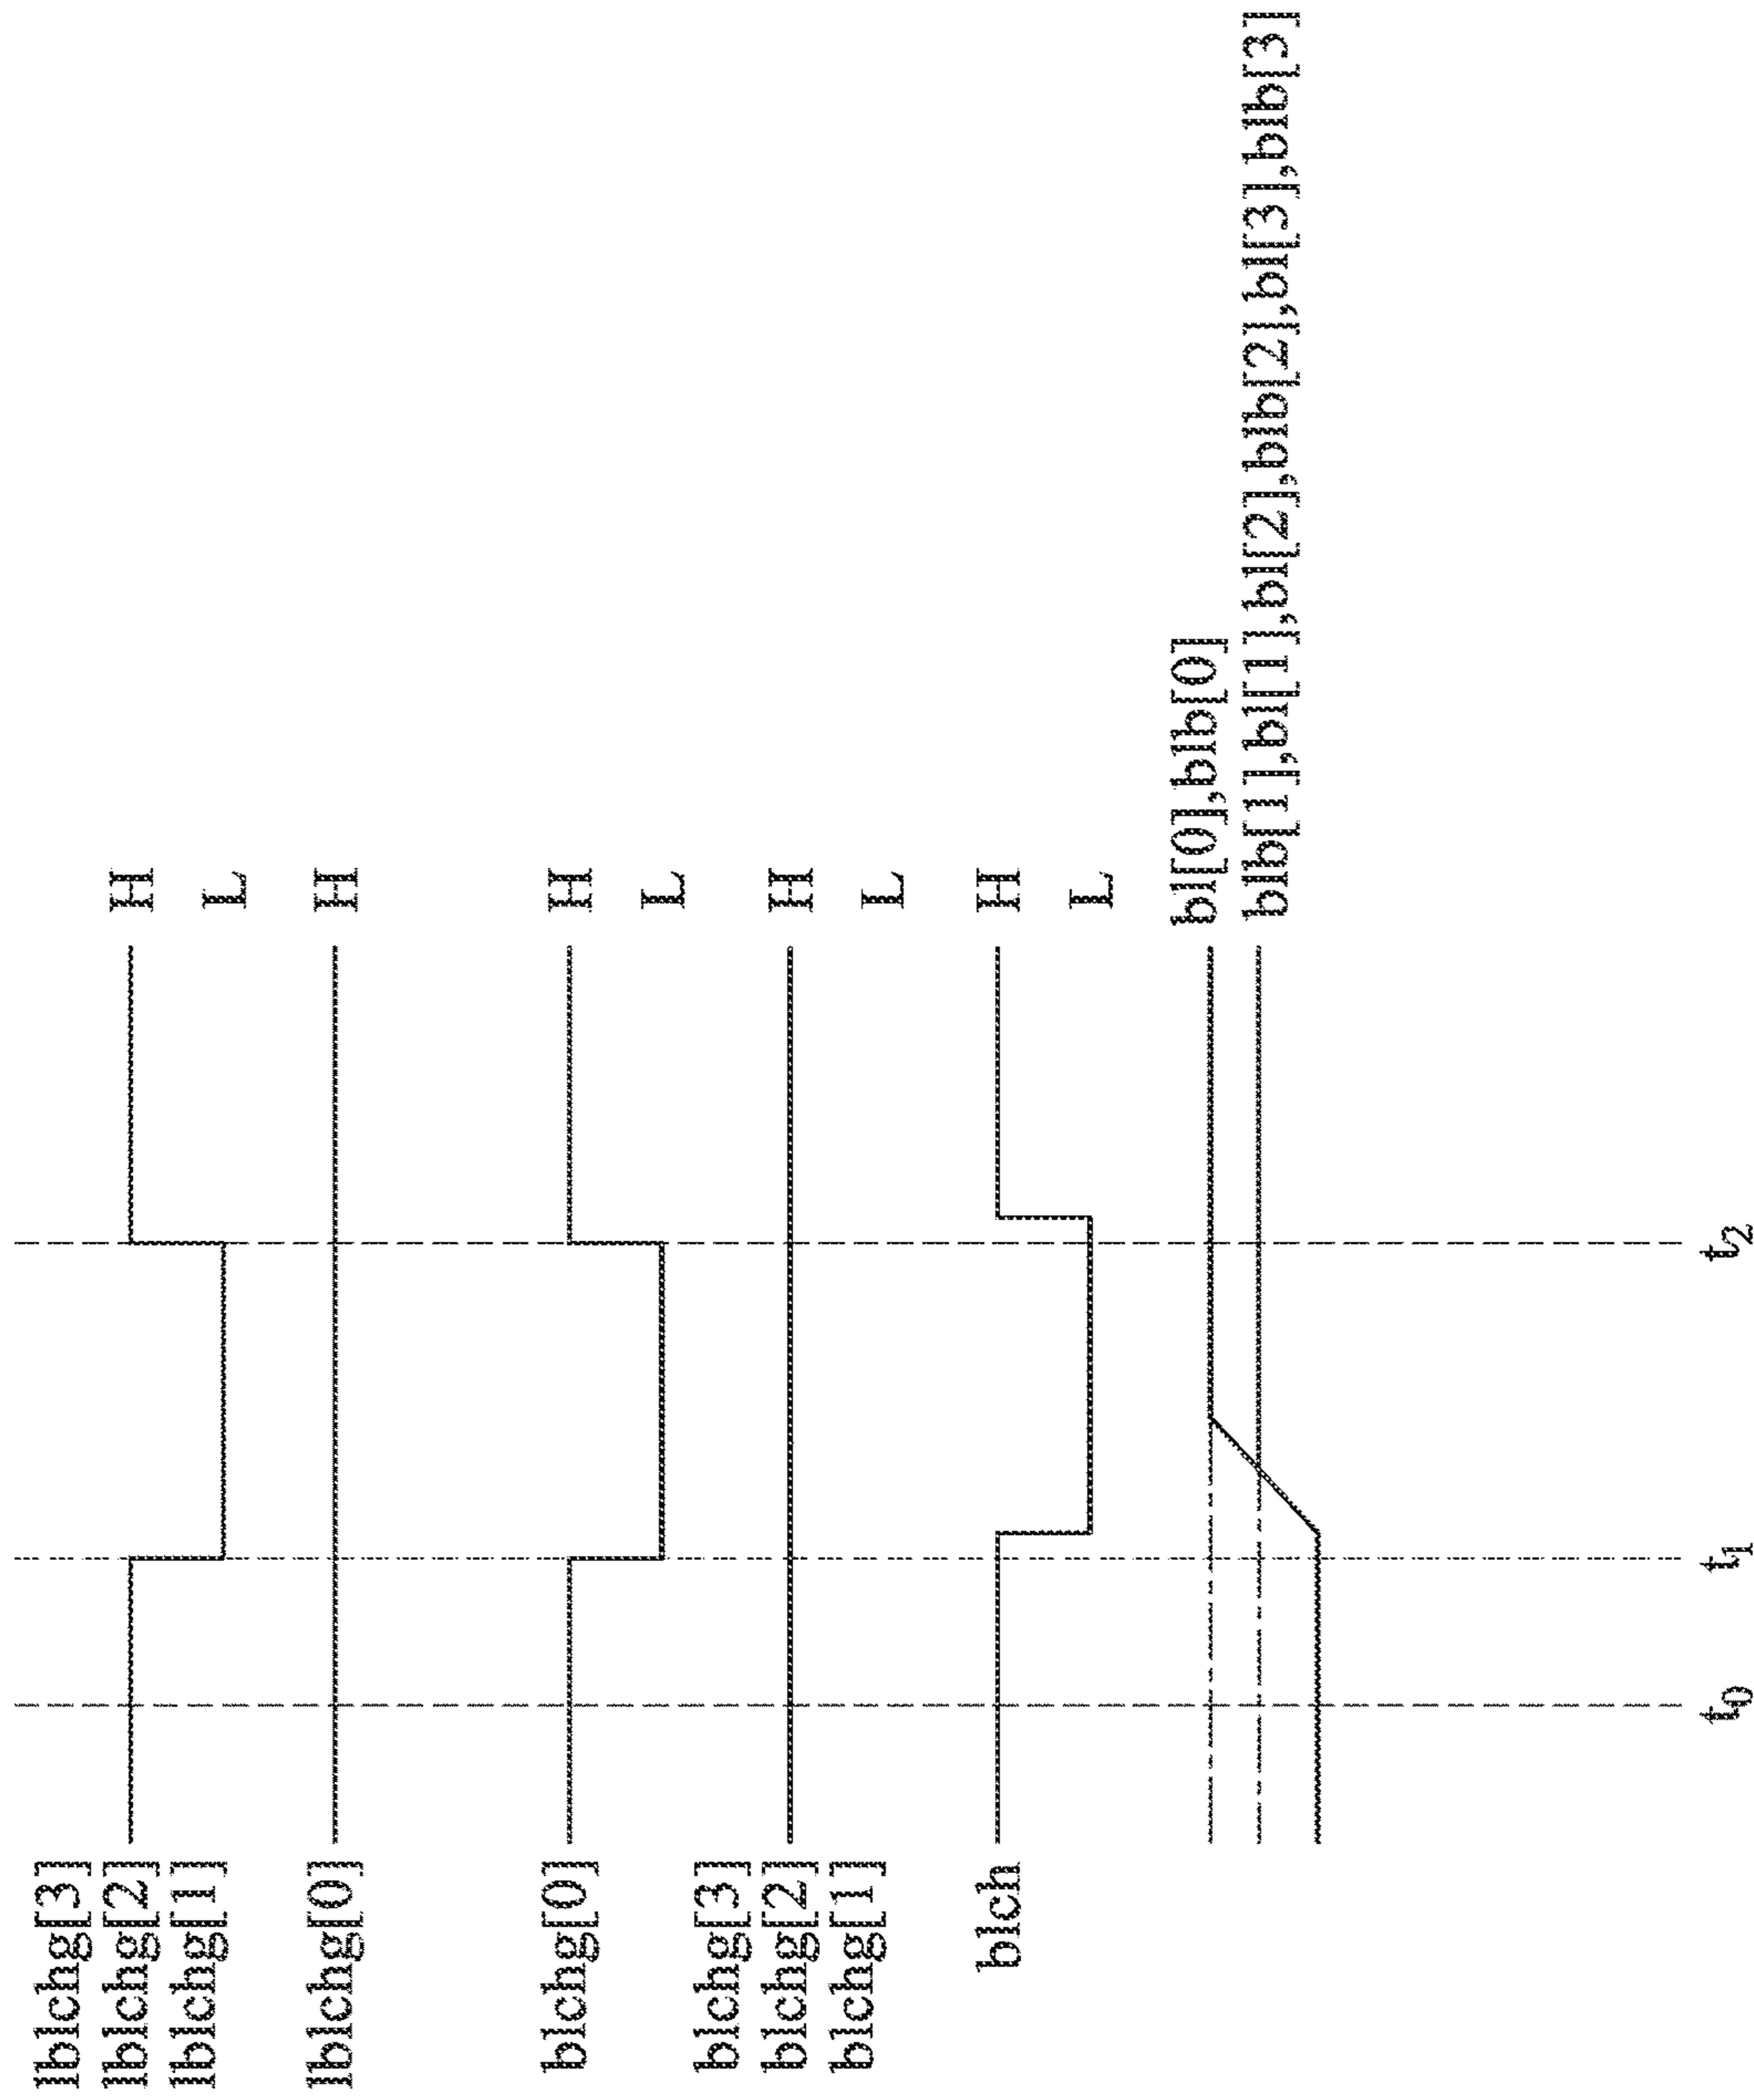 lblchg[3]
lblchg[2]
lblchg[1]
H
L
lblchg[0]
H
blchg[0]
H
L
blchg[3]
blchg[2]
blchg[1]
H
L
blch
H
L
bl[0],blb[0]
blb[1],bl[1],bl[2],blb[2],bl[3],blb[3]
t0
t1
t2